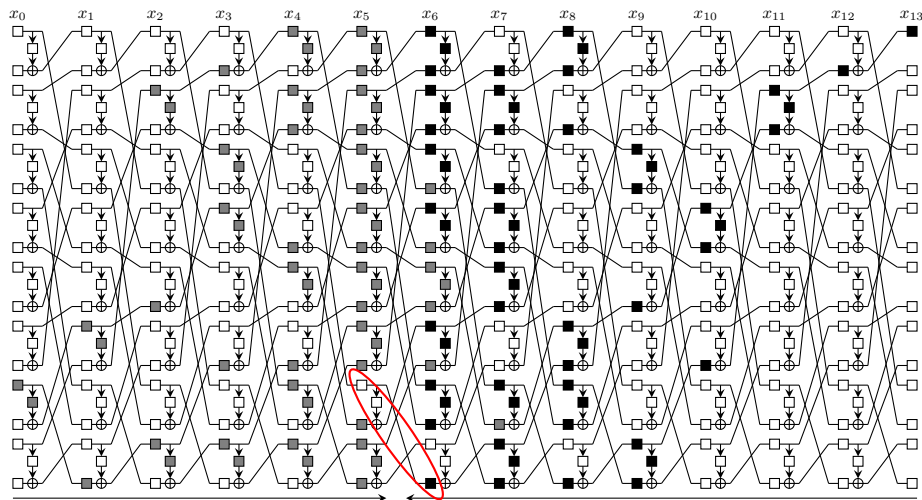 x₀ x₁ x₂ x₃ x₄ x₅ x₆ x₇ x₈ x₉ x₁₀ x₁₁ x₁₂ x₁₃